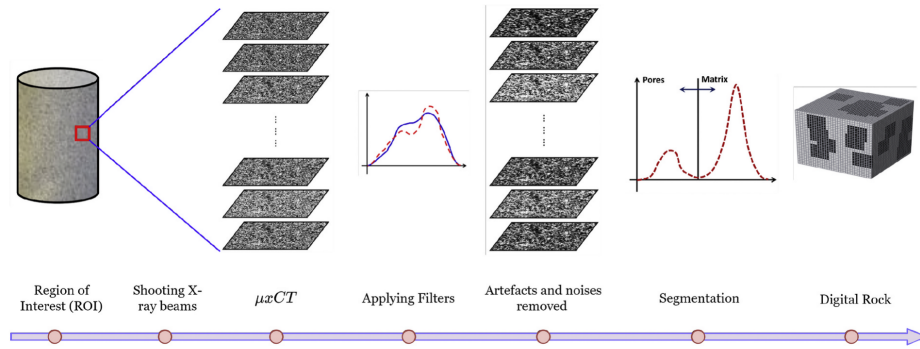 Pores
Matrix
Region of
Interest (ROI)
Shooting X-
ray beams
μxCT
Applying Filters
Artefacts and noises
removed
Segmentation
Digital Rock